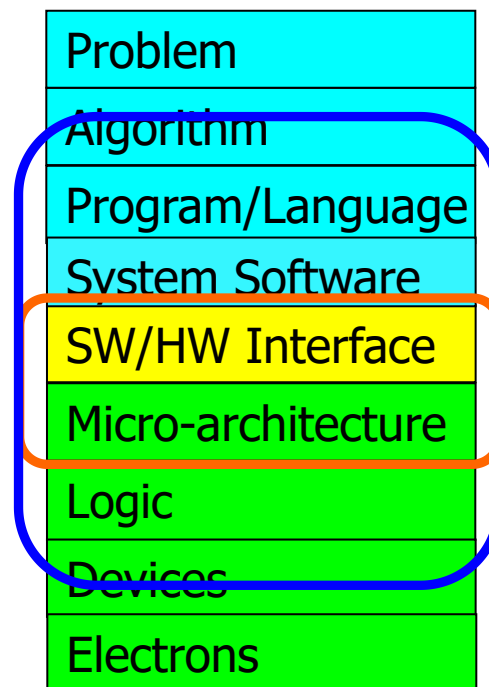 Problem
Algorithm
Program/Language
System Software
SW/HW Interface
Micro-architecture
Logic
Devices
Electrons